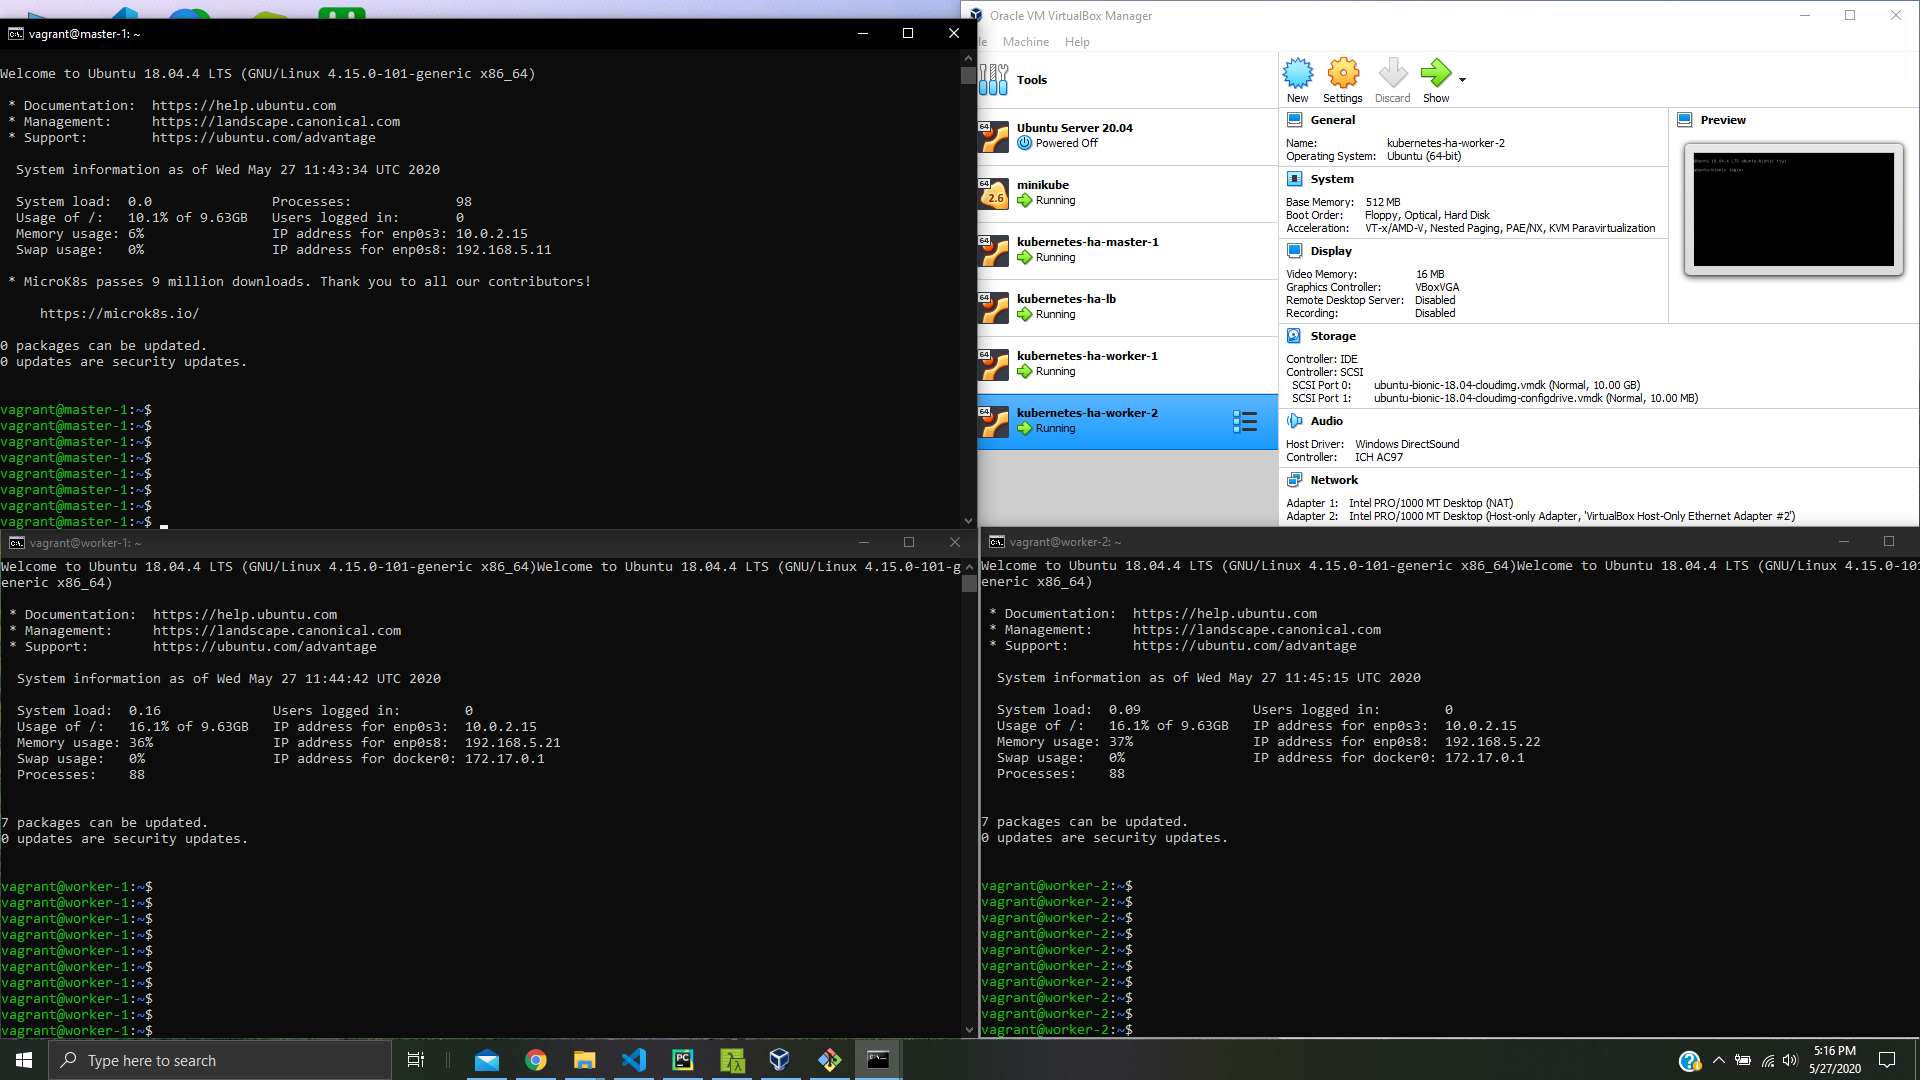 vagrant@master-1: ~
Welcome to Ubuntu 18.04.4 LTS (GNU/Linux 4.15.0-101-generic x86_64)
* Documentation:  https://help.ubuntu.com
* Management:     https://landscape.canonical.com
* Support:        https://ubuntu.com/advantage
System information as of Wed May 27 11:43:34 UTC 2020
System load:  0.0               Processes:             98
Usage of /:   10.1% of 9.63GB   Users logged in:       0
Memory usage: 6%                IP address for enp0s3: 10.0.2.15
Swap usage:   0%                IP address for enp0s8: 192.168.5.11
* MicroK8s passes 9 million downloads. Thank you to all our contributors!
https://microk8s.io/
0 packages can be updated.
0 updates are security updates.
vagrant@master-1:~$
vagrant@master-1:~$
vagrant@master-1:~$
vagrant@master-1:~$
vagrant@master-1:~$
vagrant@master-1:~$
vagrant@master-1:~$
vagrant@master-1:~$
Oracle VM VirtualBox Manager
Machine Help
Tools
64 Ubuntu Server 20.04
Powered Off
64 2.6 minikube
Running
64 kubernetes-ha-master-1
Running
64 kubernetes-ha-lb
Running
64 kubernetes-ha-worker-1
Running
64 kubernetes-ha-worker-2
Running
New Settings Discard Show
General
Name: kubernetes-ha-worker-2
Operating System: Ubuntu (64-bit)
System
Base Memory: 512 MB
Boot Order: Floppy, Optical, Hard Disk
Acceleration: VT-x/AMD-V, Nested Paging, PAE/NX, KVM Paravirtualization
Display
Video Memory: 16 MB
Graphics Controller: VBoxVGA
Remote Desktop Server: Disabled
Recording: Disabled
Storage
Controller: IDE
Controller: SCSI
SCSI Port 0: ubuntu-bionic-18.04-cloudimg.vmdk (Normal, 10.00 GB)
SCSI Port 1: ubuntu-bionic-18.04-cloudimg-configdrive.vmdk (Normal, 10.00 MB)
Audio
Host Driver: Windows DirectSound
Controller: ICH AC97
Network
Adapter 1: Intel PRO/1000 MT Desktop (NAT)
Adapter 2: Intel PRO/1000 MT Desktop (Host-only Adapter, 'VirtualBox Host-Only Ethernet Adapter #2')
Preview
vagrant@worker-1: ~
Welcome to Ubuntu 18.04.4 LTS (GNU/Linux 4.15.0-101-generic x86_64)Welcome to Ubuntu 18.04.4 LTS (GNU/Linux 4.15.0-101-g
eneric x86_64)
* Documentation:  https://help.ubuntu.com
* Management:     https://landscape.canonical.com
* Support:        https://ubuntu.com/advantage
System information as of Wed May 27 11:44:42 UTC 2020
System load:  0.16              Users logged in:        0
Usage of /:   16.1% of 9.63GB   IP address for enp0s3:  10.0.2.15
Memory usage: 36%               IP address for enp0s8:  192.168.5.21
Swap usage:   0%                IP address for docker0: 172.17.0.1
Processes:    88
7 packages can be updated.
0 updates are security updates.
vagrant@worker-1:~$
vagrant@worker-1:~$
vagrant@worker-1:~$
vagrant@worker-1:~$
vagrant@worker-1:~$
vagrant@worker-1:~$
vagrant@worker-1:~$
vagrant@worker-1:~$
vagrant@worker-1:~$
vagrant@worker-1:~$
vagrant@worker-2: ~
Welcome to Ubuntu 18.04.4 LTS (GNU/Linux 4.15.0-101-generic x86_64)Welcome to Ubuntu 18.04.4 LTS (GNU/Linux 4.15.0-101
eneric x86_64)
* Documentation:  https://help.ubuntu.com
* Management:     https://landscape.canonical.com
* Support:        https://ubuntu.com/advantage
System information as of Wed May 27 11:45:15 UTC 2020
System load:  0.09              Users logged in:        0
Usage of /:   16.1% of 9.63GB   IP address for enp0s3:  10.0.2.15
Memory usage: 37%               IP address for enp0s8:  192.168.5.22
Swap usage:   0%                IP address for docker0: 172.17.0.1
Processes:    88
7 packages can be updated.
0 updates are security updates.
vagrant@worker-2:~$
vagrant@worker-2:~$
vagrant@worker-2:~$
vagrant@worker-2:~$
vagrant@worker-2:~$
vagrant@worker-2:~$
vagrant@worker-2:~$
vagrant@worker-2:~$
vagrant@worker-2:~$
vagrant@worker-2:~$
Type here to search
5:16 PM
5/27/2020